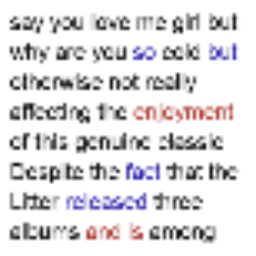 say you love me girl but
why are you so cold but
otherwise not really
affecting the enjoyment
of this genuine classic
Despite the fact that the
Litter released three
albums and is among